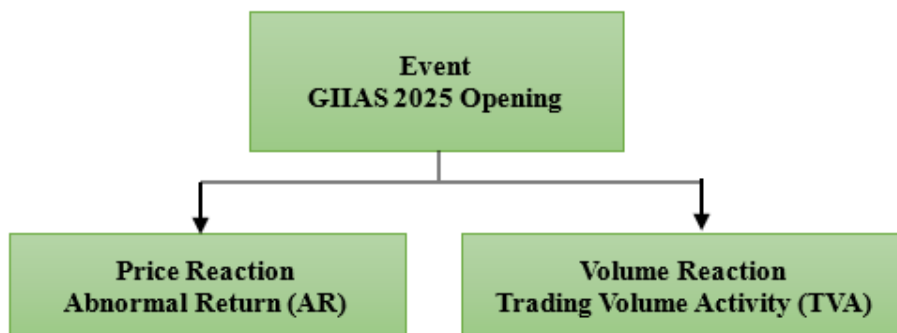 Event
GIIAS 2025 Opening
Price Reaction
Abnormal Return (AR)
Volume Reaction
Trading Volume Activity (TVA)